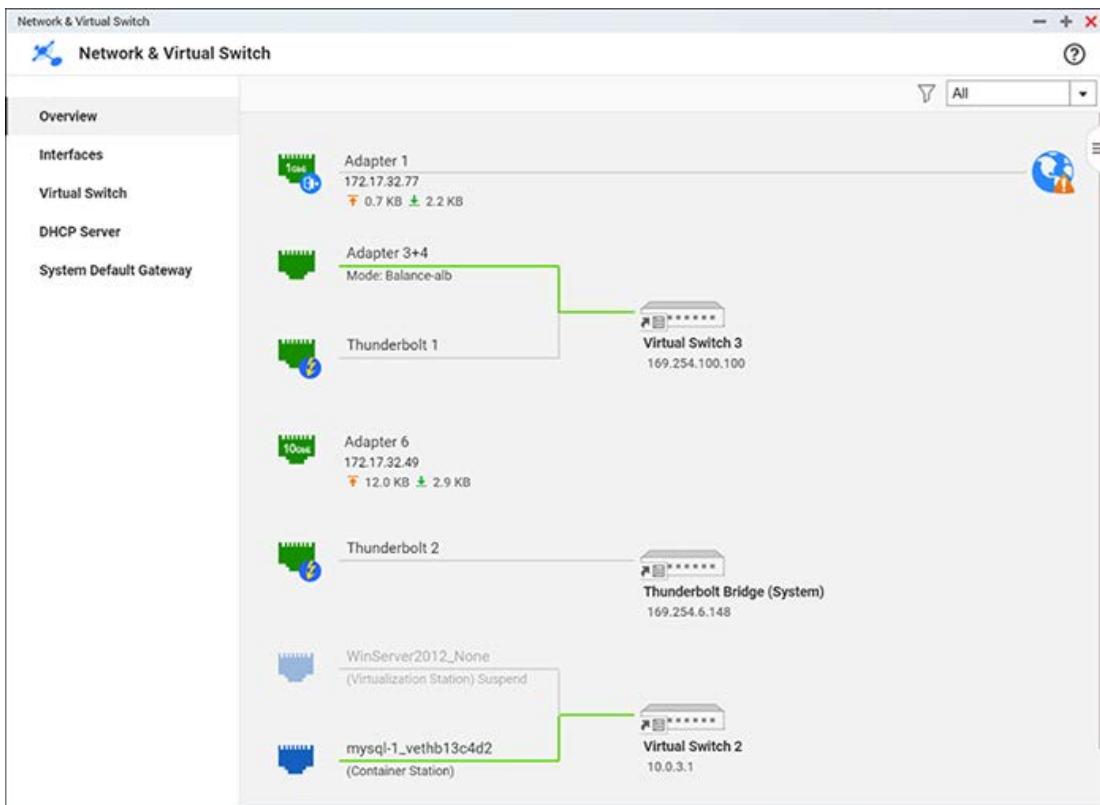 Network & Virtual Switch
Network & Virtual Switch
All
Overview
Interfaces
Virtual Switch
DHCP Server
System Default Gateway
1GbE
Adapter 1
172.17.32.77
0.7 KB 2.2 KB
Adapter 3+4
Mode: Balance-alb
Thunderbolt 1
Virtual Switch 3
169.254.100.100
10GbE
Adapter 6
172.17.32.49
12.0 KB 2.9 KB
Thunderbolt 2
Thunderbolt Bridge (System)
169.254.6.148
WinServer2012_None
(Virtualization Station) Suspend
mysql-1_vethb13c4d2
(Container Station)
Virtual Switch 2
10.0.3.1